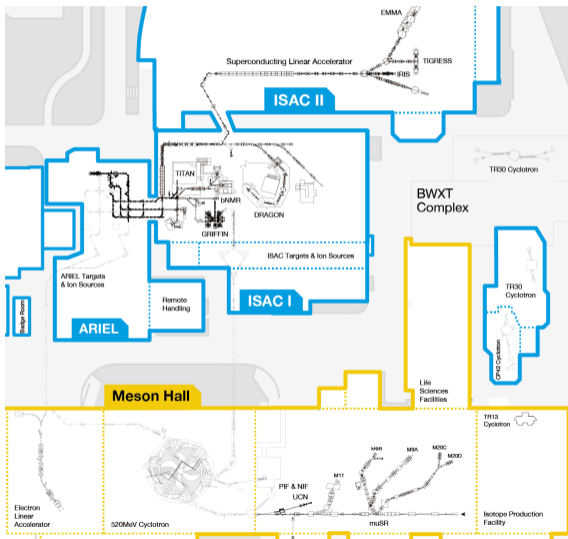 EMMA
Superconducting Linear Accelerator
TIGRESS
IRIS
ISAC II
TITAN
bNMR
DRAGON
GRIFFIN
TR30 Cyclotron
BWXT
Complex
ISAC Targets & Ion Sources
ARIEL Targets
& Ion Sources
Remote
Handling
ISAC I
TR30
Cyclotron
Badge Room
ARIEL
CP42 Cyclotron
Meson Hall
Life
Sciences
Facilities
TR13
Cyclotron
M9B
M9A
M20C
M20D
M11
PIF & NIF
UCN
Electron
Linear
Accelerator
520MeV Cyclotron
muSR
Isotope Production
Facility